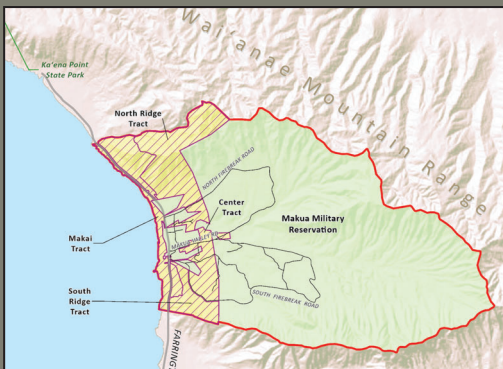 Ka'ena Point
State Park
Wai'anae Mountain Range
North Ridge
Tract
NORTH FIREBREAK ROAD
Center
Tract
Makua Military
Reservation
Makai
Tract
South
Ridge
Tract
SOUTH FIREBREAK ROAD